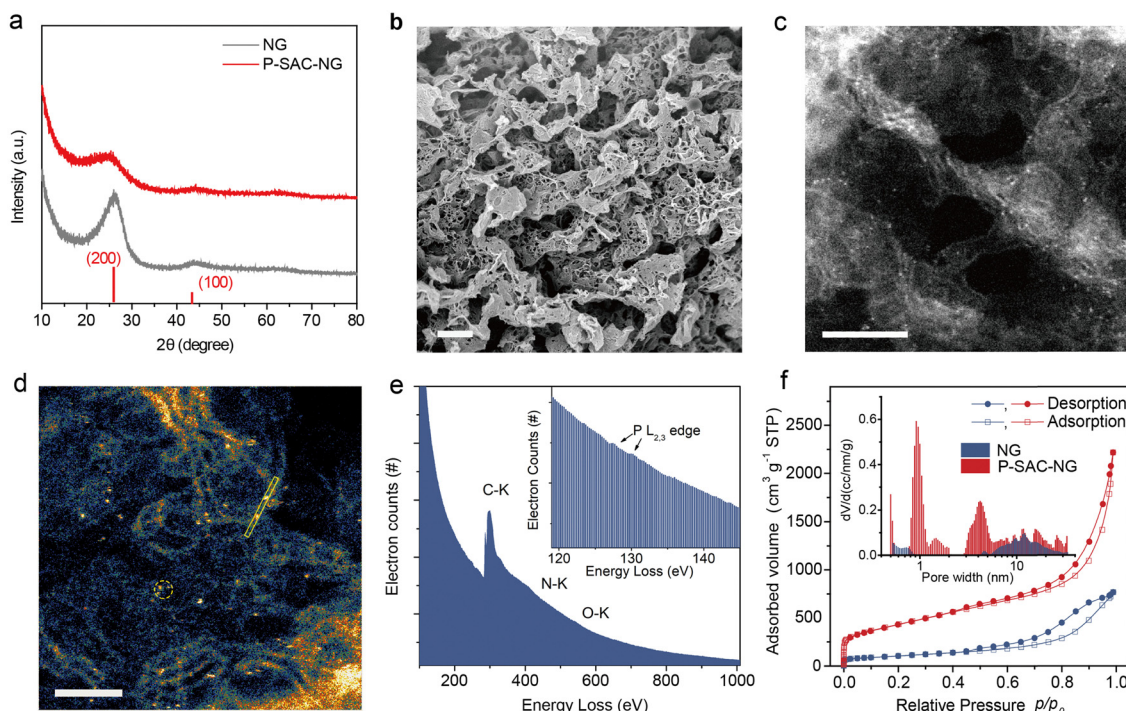 a
NG
P-SAC-NG
Intensity (a.u.)
(200)
(100)
10 20 30 40 50 60 70 80
2θ (degree)
b
c
d
e
Electron counts (#)
C-K
N-K
O-K
200 400 600 800 1000
Energy Loss (eV)
Electron Counts (#)
P L2,3 edge
120 130 140
Energy Loss (eV)
f
Adsorbed volume (cm³ g⁻¹ STP)
2500
2000
1500
1000
750
500
250
0
0.0 0.2 0.4 0.6 0.8 1.0
Relative Pressure p/p₀
, Desorption
, Adsorption
NG
P-SAC-NG
dV/d(cc/nm/g)
0.6
0.4
0.2
0.0
1 10
Pore width (nm)